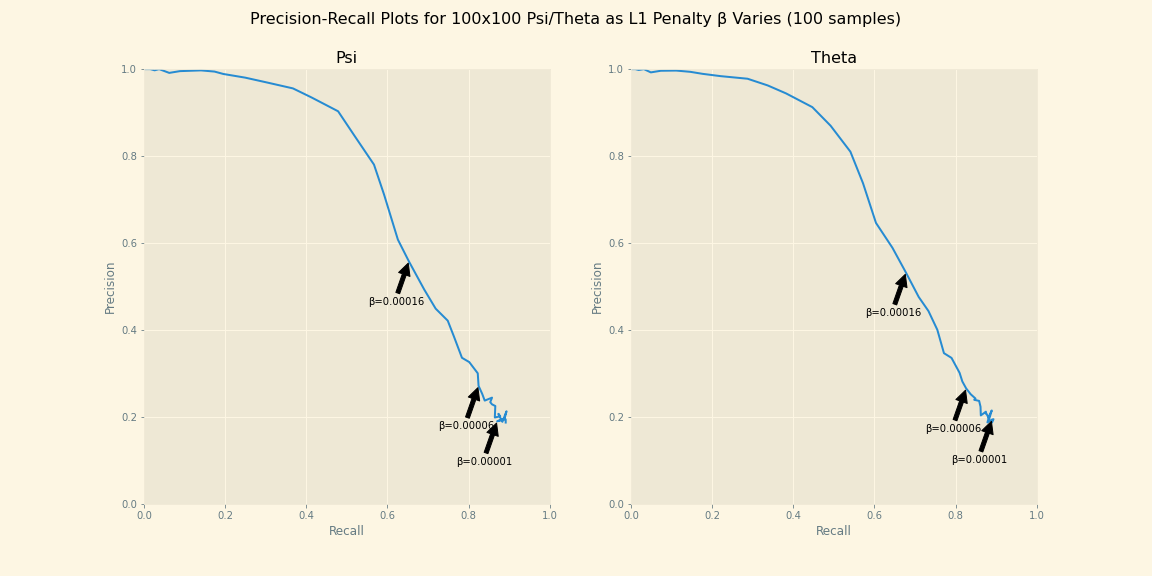 Precision-Recall Plots for 100x100 Psi/Theta as L1 Penalty β Varies (100 samples)
Psi
1.0
0.8
0.6
0.4
0.2
0.0
Precision
β=0.00016
β=0.00006
β=0.00001
0.0 0.2 0.4 0.6 0.8 1.0
Recall
Theta
1.0
0.8
0.6
0.4
0.2
0.0
Precision
β=0.00016
β=0.00006
β=0.00001
0.0 0.2 0.4 0.6 0.8 1.0
Recall